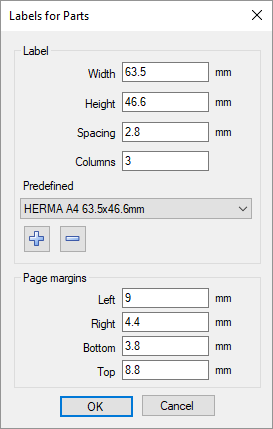 Labels for Parts
Label
Width 63.5 mm
Height 46.6 mm
Spacing 2.8 mm
Columns 3
Predefined
HERMA A4 63.5x46.6mm
Page margins
Left 9 mm
Right 4.4 mm
Bottom 3.8 mm
Top 8.8 mm
OK Cancel